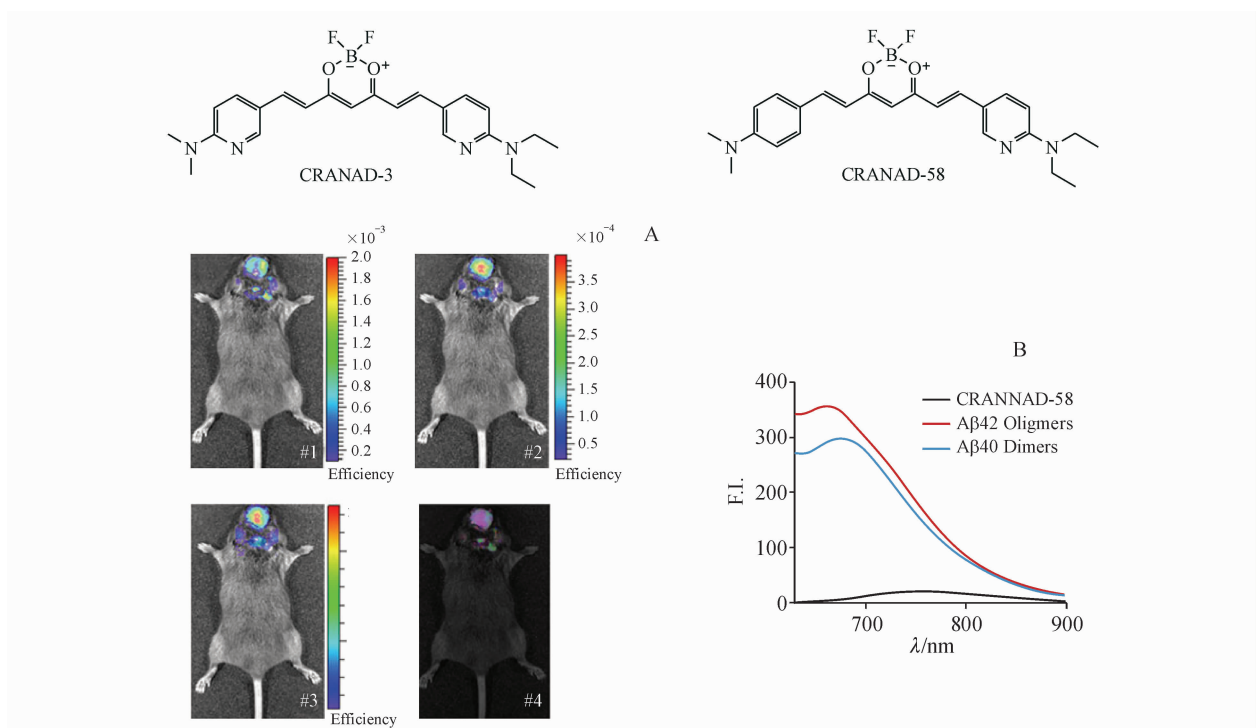 F F
B
−
O O+
N N N
CRANAD-3
F F
B
−
O O+
N N N
CRANAD-58
A
×10⁻³
2.0
1.8
1.6
1.4
1.2
1.0
0.8
0.6
0.4
0.2
Efficiency
#1
×10⁻⁴
3.5
3.0
2.5
2.0
1.5
1.0
0.5
Efficiency
#2
#3
Efficiency
#4
B
400
300
200
100
0
F.I.
CRANNAD-58
Aβ42 Oligmers
Aβ40 Dimers
700 800 900
λ/nm